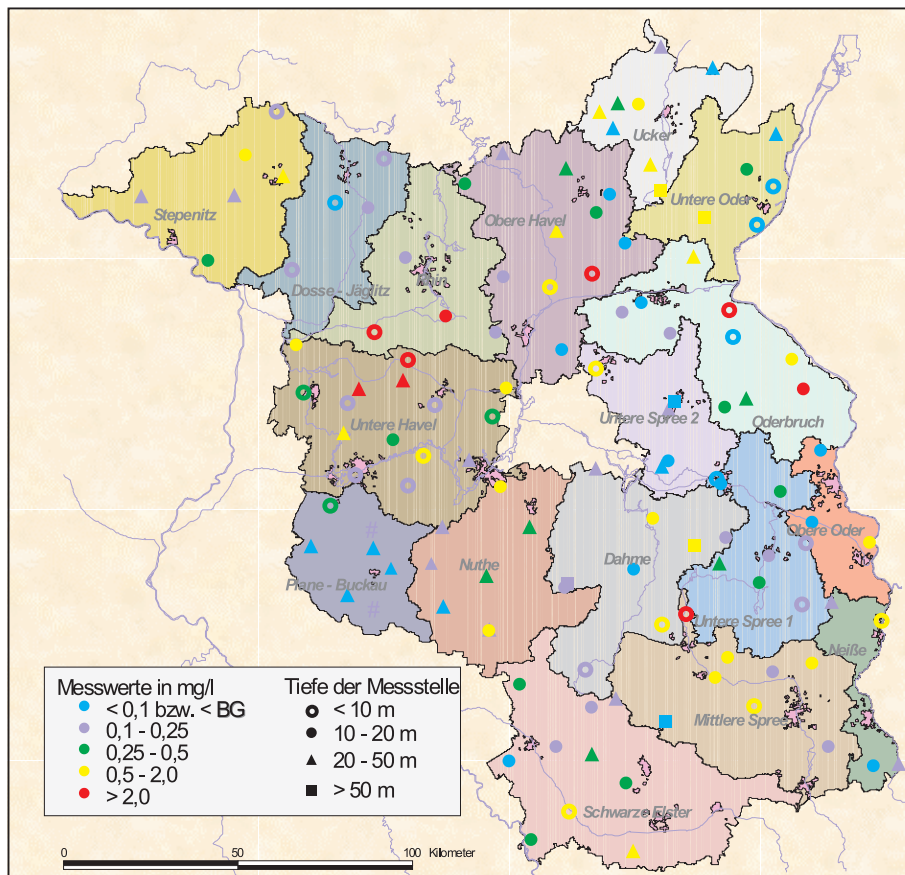 Ucker
Untere Oder
Stepenitz
Obere Havel
Dosse - Jäglitz
Rhin
Untere Havel
Untere Spree 2
Oderbruch
Obere Oder
Plane - Buckau
Nuthe
Dahme
Untere Spree 1
Neiße
Mittlere Spree
Schwarze Elster
#
#
Messwerte in mg/l
< 0,1 bzw. < BG
0,1 - 0,25
0,25 - 0,5
0,5 - 2,0
> 2,0
Tiefe der Messstelle
< 10 m
10 - 20 m
20 - 50 m
> 50 m
0 50 100 Kilometer